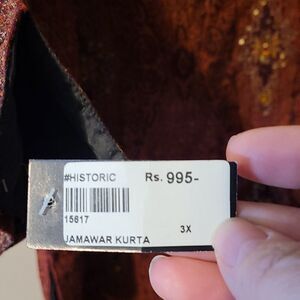 #HISTORIC Rs. 995-
15617
3X
JAMAWAR KURTA